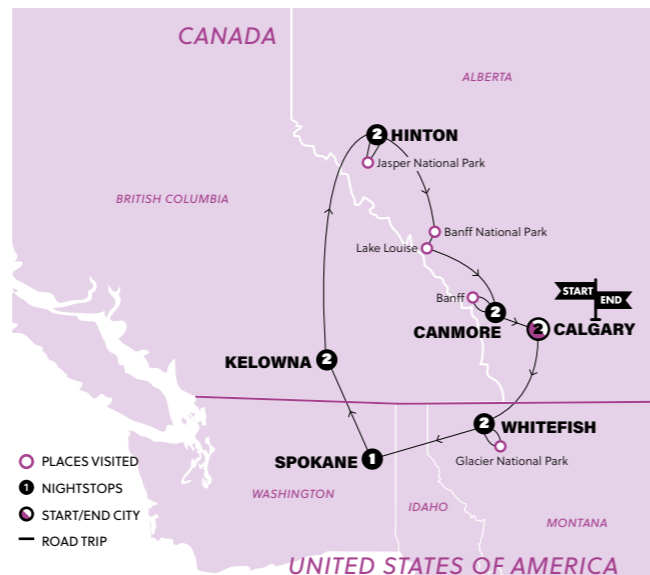 CANADA
ALBERTA
2 HINTON
Jasper National Park
BRITISH COLUMBIA
Banff National Park
Lake Louise
START
END
Banff
2
CANMORE
2 CALGARY
KELOWNA 2
2 WHITEFISH
Glacier National Park
SPOKANE 1
PLACES VISITED
1 NIGHTSTOPS
START/END CITY
ROAD TRIP
WASHINGTON
IDAHO
MONTANA
UNITED STATES OF AMERICA